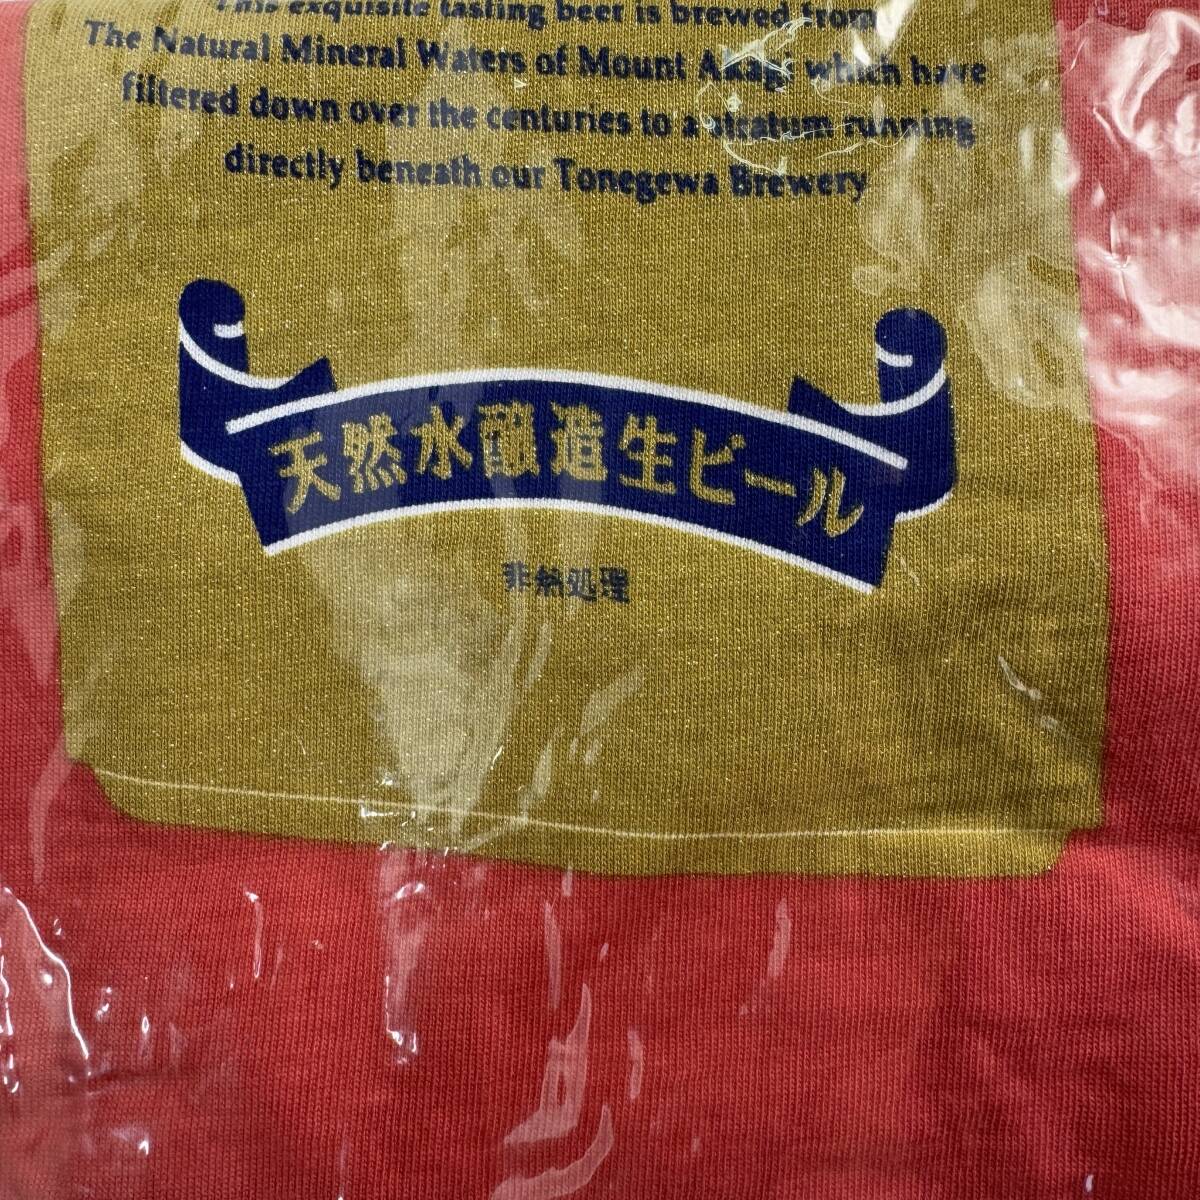 This exquisite tasting beer is brewed from
The Natural Mineral Waters of Mount Akagi which have
filtered down over the centuries to a stratum running
directly beneath our Tonegewa Brewery
天然水醸造生ビール
非熱処理